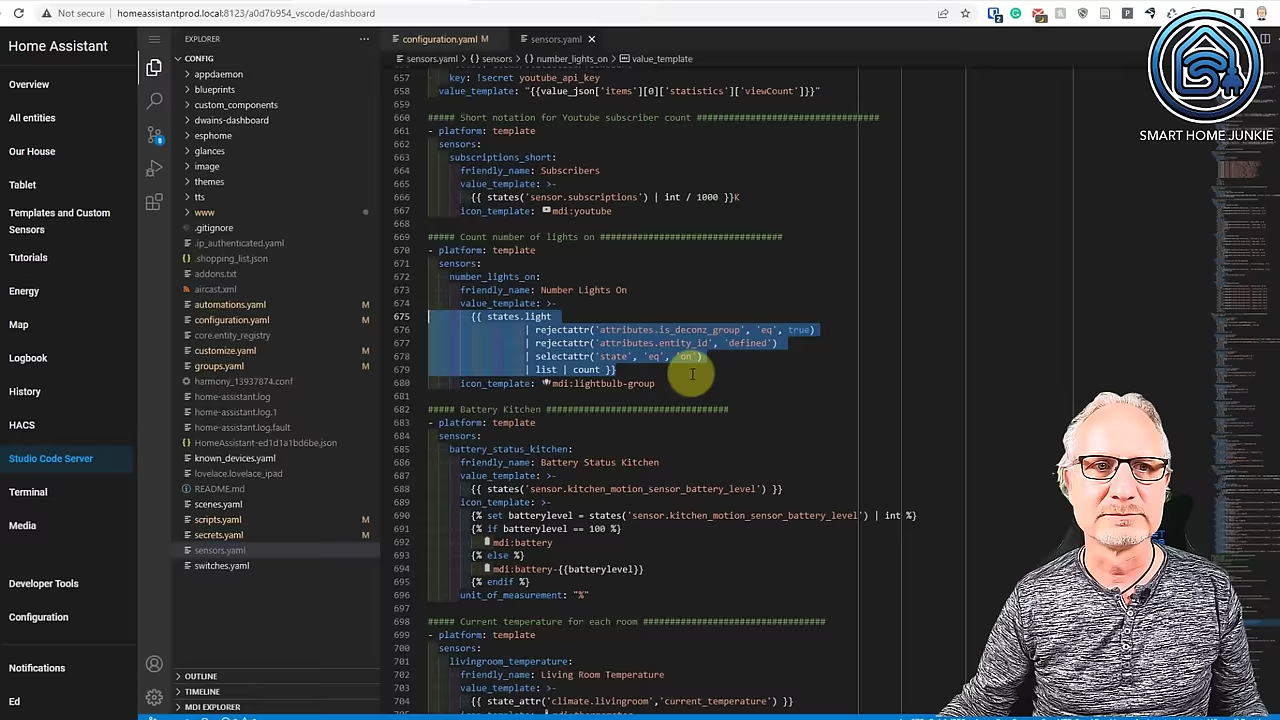 Not secure | homeassistantprod.local:8123/a0d7b954_vscode/dashboard
Home Assistant
Overview
All entities
Our House
Tablet
Templates and Custom
Sensors
Tutorials
Energy
Map
Logbook
History
HACS
Studio Code Server
Terminal
Media
Developer Tools
Configuration
Notifications
Ed
EXPLORER
CONFIG
appdaemon
blueprints
custom_components
dwains-dashboard
esphome
glances
image
themes
tts
www
.gitignore
.ip_authenticated.yaml
.shopping_list.json
addons.txt
aircast.xml
automations.yaml M
configuration.yaml M
core.entity_registry
customize.yaml M
groups.yaml M
harmony_13937874.conf
home-assistant.log
home-assistant.log.1
home-assistant.log.fault
HomeAssistant-ed1d1a1bd6be.json
known_devices.yaml
lovelace.lovelace_ipad
README.md
scenes.yaml
scripts.yaml M
secrets.yaml M
sensors.yaml
switches.yaml
OUTLINE
TIMELINE
MDI EXPLORER
configuration.yaml M
sensors.yaml
sensors.yaml > {} sensors > {} number_lights_on > value_template
657 key: !secret youtube_api_key
658 value_template: "{{value_json['items'][0]['statistics']['viewCount']}}"
659
660 ##### Short notation for Youtube subscriber count ##################################
661 - platform: template
662 sensors:
663 subscriptions_short:
664 friendly_name: Subscribers
665 value_template: >-
666 {{ states('sensor.subscriptions') | int / 1000 }}K
667 icon_template: mdi:youtube
668
669 ##### Count number of lights on ##################################
670 - platform: template
671 sensors:
672 number_lights_on:
673 friendly_name: Number Lights On
674 value_template: >-
675 {{ states.light
676 rejectattr('attributes.is_deconz_group', 'eq', true)
677 rejectattr('attributes.entity_id', 'defined')
678 selectattr('state', 'eq', 'on')
679 list | count }}
680 icon_template: mdi:lightbulb-group
681
682 ##### Battery Kitchen ##################################
683 - platform: template
684 sensors:
685 battery_status_kitchen:
686 friendly_name: Battery Status Kitchen
687 value_template: >-
688 {{ states('sensor.kitchen_motion_sensor_battery_level') }}
689 icon_template: >-
690 {% set batterylevel = states('sensor.kitchen_motion_sensor_battery_level') | int %}
691 {% if batterylevel == 100 %}
692 mdi:battery
693 {% else %}
694 mdi:battery-{{batterylevel}}
695 {% endif %}
696 unit_of_measurement: "%"
697
698 ##### Current temperature for each room ##################################
699 - platform: template
700 sensors:
701 livingroom_temperature:
702 friendly_name: Living Room Temperature
703 value_template: >-
704 {{ state_attr('climate.livingroom','current_temperature') }}
SMART HOME JUNKIE